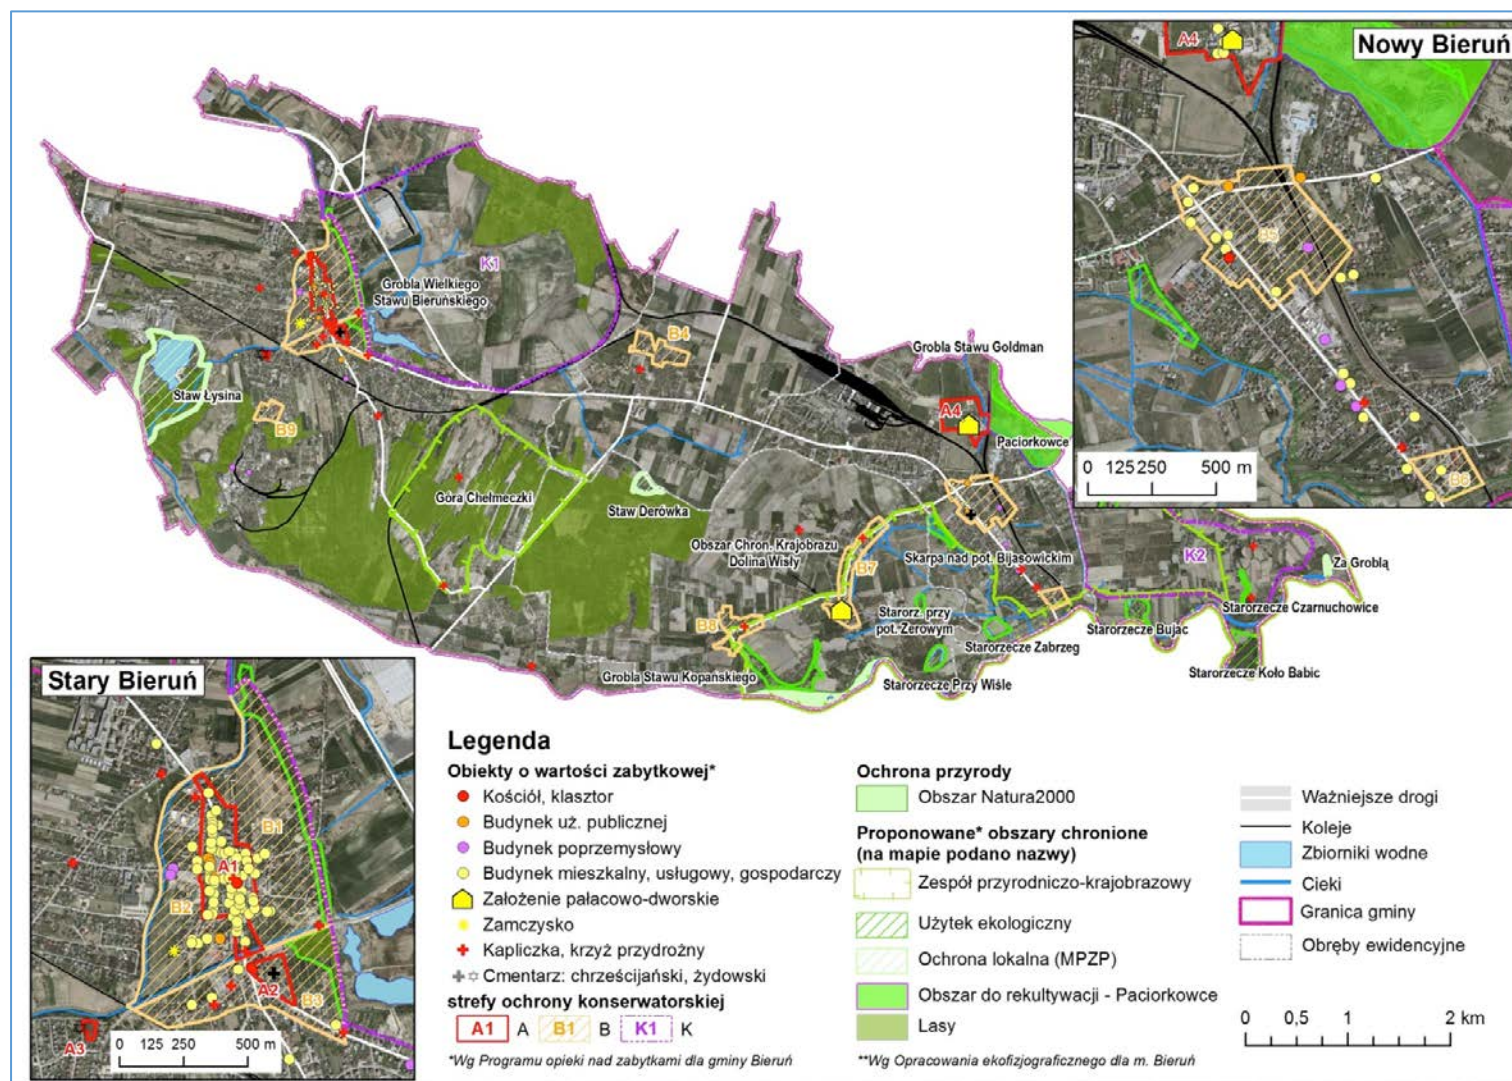 Nowy Bieruń
A4
B5
B6
0 125 250 500 m
K1
Grobla Wielkiego
Stawu Bieruńskiego
B4
Grobla Stawu Goldman
Staw Łysina
B9
A4
Paciorkowce
Góra Chełmeczki
Staw Derówka
Obszar Chron. Krajobrazu
Dolina Wisły
B7
Skarpa nad pot. Bijasowickim
K2
Za Groblą
B8
Starorz. przy
pot. Żerowym
Starorzecze Czarnuchowice
Starorzecze Bujac
Starorzecze Zabrzeg
Grobla Stawu Kopańskiego
Starorzecze Przy Wiśle
Starorzecze Koło Babic
Stary Bieruń
B1
A1
B2
A2
B3
A3
0 125 250 500 m
Legenda
Obiekty o wartości zabytkowej*
Kościół, klasztor
Budynek uż. publicznej
Budynek poprzemysłowy
Budynek mieszkalny, usługowy, gospodarczy
Założenie pałacowo-dworskie
Zamczysko
Kapliczka, krzyż przydrożny
Cmentarz: chrześcijański, żydowski
strefy ochrony konserwatorskiej
A1 A B1 B K1 K
*Wg Programu opieki nad zabytkami dla gminy Bieruń
Ochrona przyrody
Obszar Natura2000
Proponowane* obszary chronione
(na mapie podano nazwy)
Zespół przyrodniczo-krajobrazowy
Użytek ekologiczny
Ochrona lokalna (MPZP)
Obszar do rekultywacji - Paciorkowce
Lasy
**Wg Opracowania ekofizjograficznego dla m. Bieruń
Ważniejsze drogi
Koleje
Zbiorniki wodne
Cieki
Granica gminy
Obręby ewidencyjne
0 0,5 1 2 km